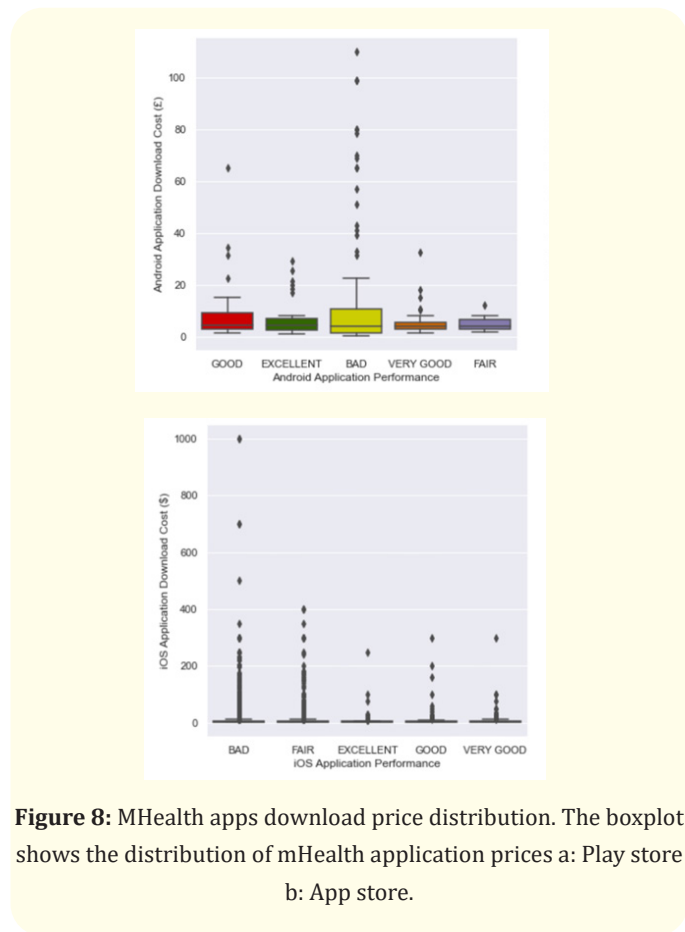 Android Application Download Cost (£)
100
80
60
40
20
0
GOOD EXCELLENT BAD VERY GOOD FAIR
Android Application Performance
iOS Application Download Cost ($)
1000
800
600
400
200
0
BAD FAIR EXCELLENT GOOD VERY GOOD
iOS Application Performance
Figure 8: MHealth apps download price distribution. The boxplot
shows the distribution of mHealth application prices a: Play store
b: App store.